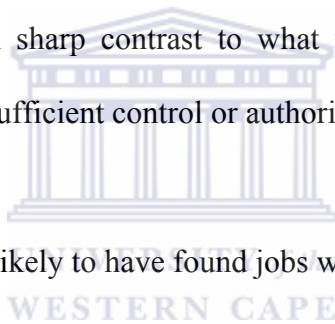 sharp contrast to what
ufficient control or authori
UNIVERSITY of the
ikely to have found jobs w
WESTERN CAPE